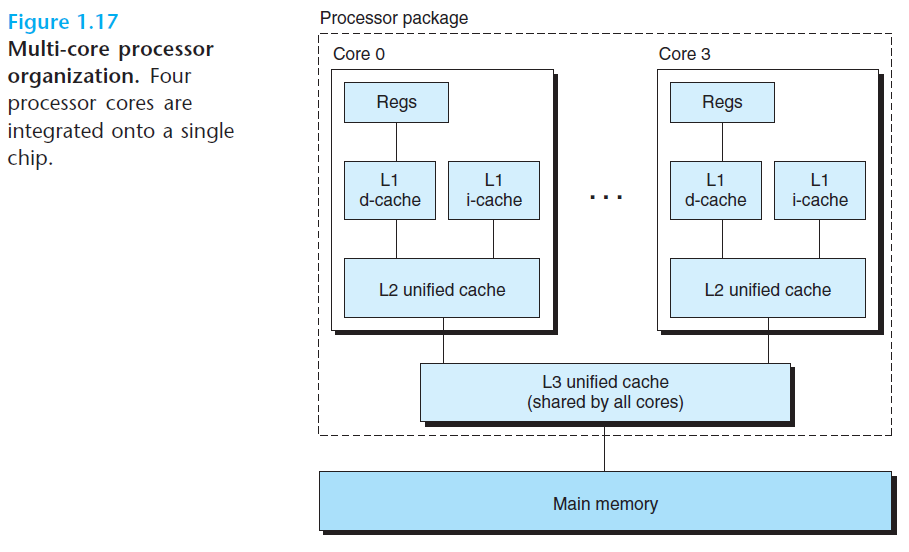 Figure 1.17
Multi-core processor
organization. Four
processor cores are
integrated onto a single
chip.
Processor package
Core 0
Regs
L1
d-cache
L1
i-cache
L2 unified cache
. . .
Core 3
Regs
L1
d-cache
L1
i-cache
L2 unified cache
L3 unified cache
(shared by all cores)
Main memory